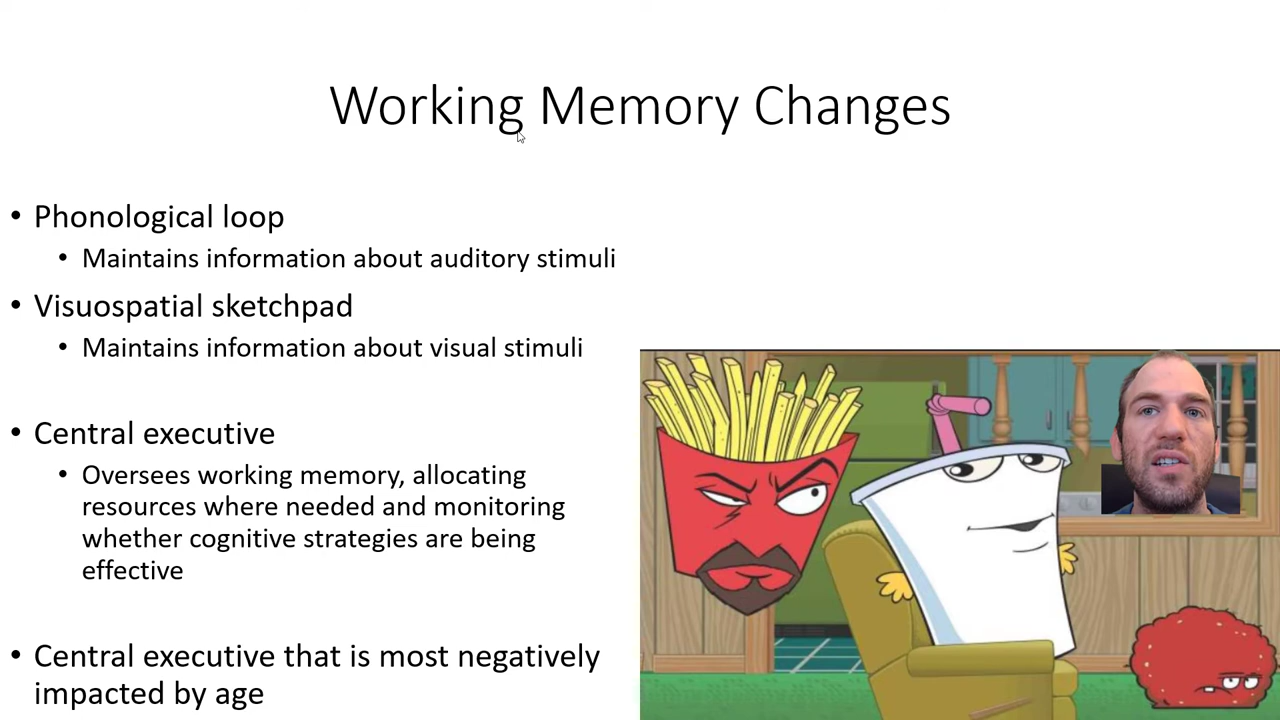 Working Memory Changes
• Phonological loop
• Maintains information about auditory stimuli
• Visuospatial sketchpad
• Maintains information about visual stimuli
• Central executive
• Oversees working memory, allocating
resources where needed and monitoring
whether cognitive strategies are being
effective
• Central executive that is most negatively
impacted by age